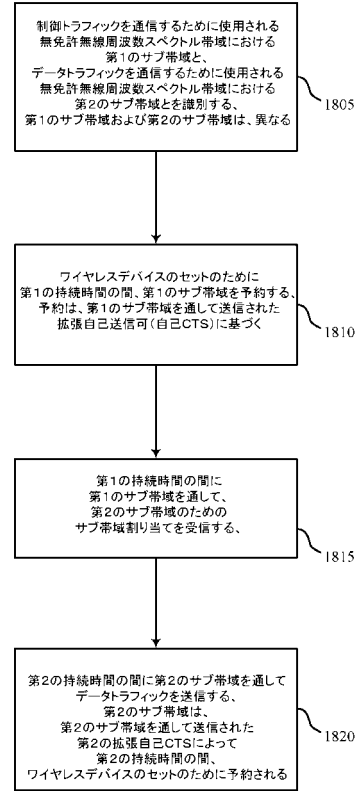 制御トラフィックを通信するために使用される
無免許無線周波数スペクトル帯域における
第1のサブ帯域と、
データトラフィックを通信するために使用される
無免許無線周波数スペクトル帯域における
第2のサブ帯域とを識別する、
第1のサブ帯域および第2のサブ帯域は、異なる
1805
ワイヤレスデバイスのセットのために
第1の持続時間の間、第1のサブ帯域を予約する、
予約は、第1のサブ帯域を通して送信された
拡張自己送信可(自己CTS)に基づく
1810
第1の持続時間の間に
第1のサブ帯域を通して、
第2のサブ帯域のための
サブ帯域割り当てを受信する、
1815
第2の持続時間の間に第2のサブ帯域を通して
データトラフィックを送信する、
第2のサブ帯域は、
第2のサブ帯域を通して送信された
第2の拡張自己CTSによって
第2の持続時間の間、
ワイヤレスデバイスのセットのために予約される
1820